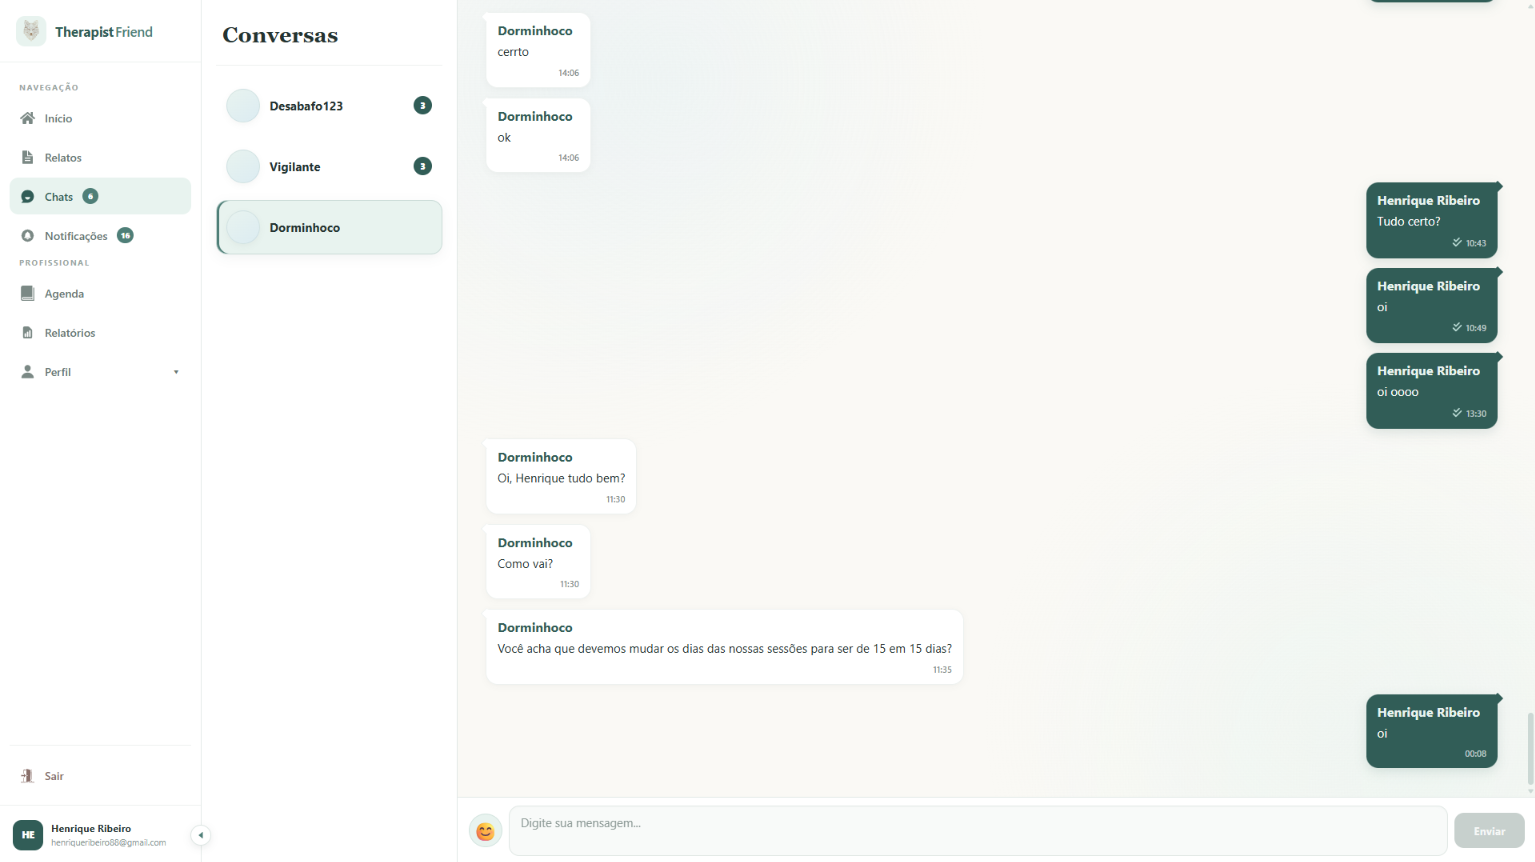 TherapistFriend
NAVEGAÇÃO
Início
Relatos
Chats 6
Notificações 16
PROFISSIONAL
Agenda
Relatórios
Perfil
Sair
HE
Henrique Ribeiro
henriqueribeiro88@gmail.com
Conversas
Desabafo123 3
Vigilante 3
Dorminhoco
Dorminhoco
cerrto
14:06
Dorminhoco
ok
14:06
Henrique Ribeiro
Tudo certo?
10:43
Henrique Ribeiro
oi
10:49
Henrique Ribeiro
oi oooo
13:30
Dorminhoco
Oi, Henrique tudo bem?
11:30
Dorminhoco
Como vai?
11:30
Dorminhoco
Você acha que devemos mudar os dias das nossas sessões para ser de 15 em 15 dias?
11:35
Henrique Ribeiro
oi
00:08
Digite sua mensagem...
Enviar